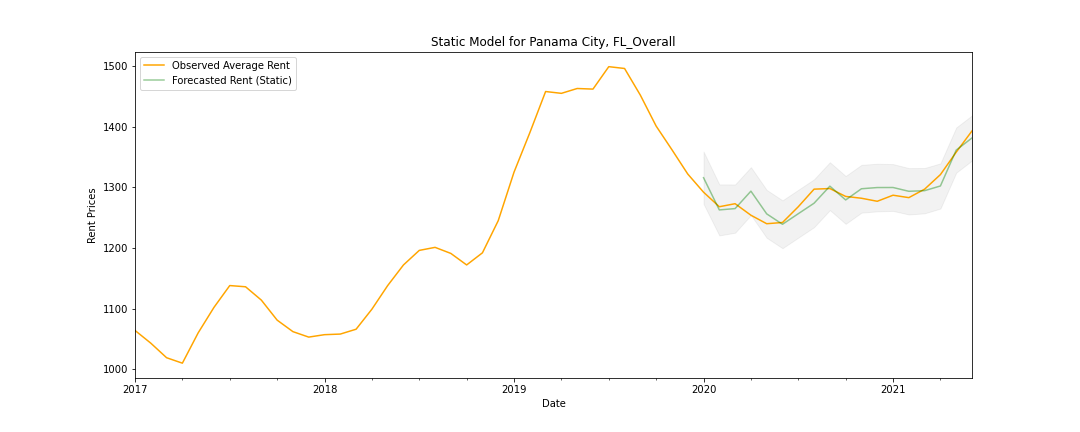 Static Model for Panama City, FL_Overall
Observed Average Rent
Forecasted Rent (Static)
1500
1400
1300
1200
1100
1000
Rent Prices
2017
2018
2019
2020
2021
Date